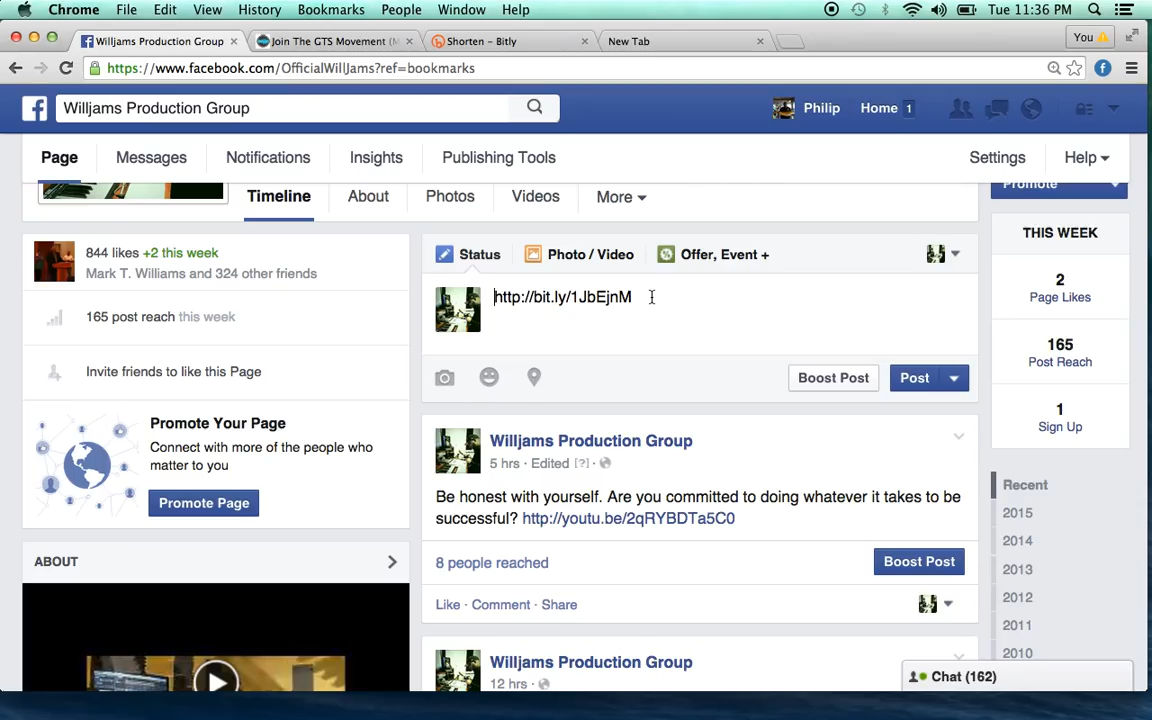 Chrome File Edit View History Bookmarks People Window Help Tue 11:36 PM
Willjams Production Group Join The GTS Movement (M Shorten - Bitly New Tab You
https://www.facebook.com/OfficialWillJams?ref=bookmarks
Willjams Production Group Philip Home 1
Page Messages Notifications Insights Publishing Tools Settings Help
Timeline About Photos Videos More
Promote
THIS WEEK
2
Page Likes
165
Post Reach
1
Sign Up
844 likes +2 this week
Mark T. Williams and 324 other friends
165 post reach this week
Invite friends to like this Page
Promote Your Page
Connect with more of the people who
matter to you
Promote Page
ABOUT
Status Photo / Video Offer, Event +
http://bit.ly/1JbEjnM
Boost Post Post
Willjams Production Group
5 hrs · Edited [?] ·
Be honest with yourself. Are you committed to doing whatever it takes to be
successful? http://youtu.be/2qRYBDTa5C0
8 people reached Boost Post
Like · Comment · Share
Willjams Production Group
12 hrs ·
Recent
2015
2014
2013
2012
2011
2010
Chat (162)